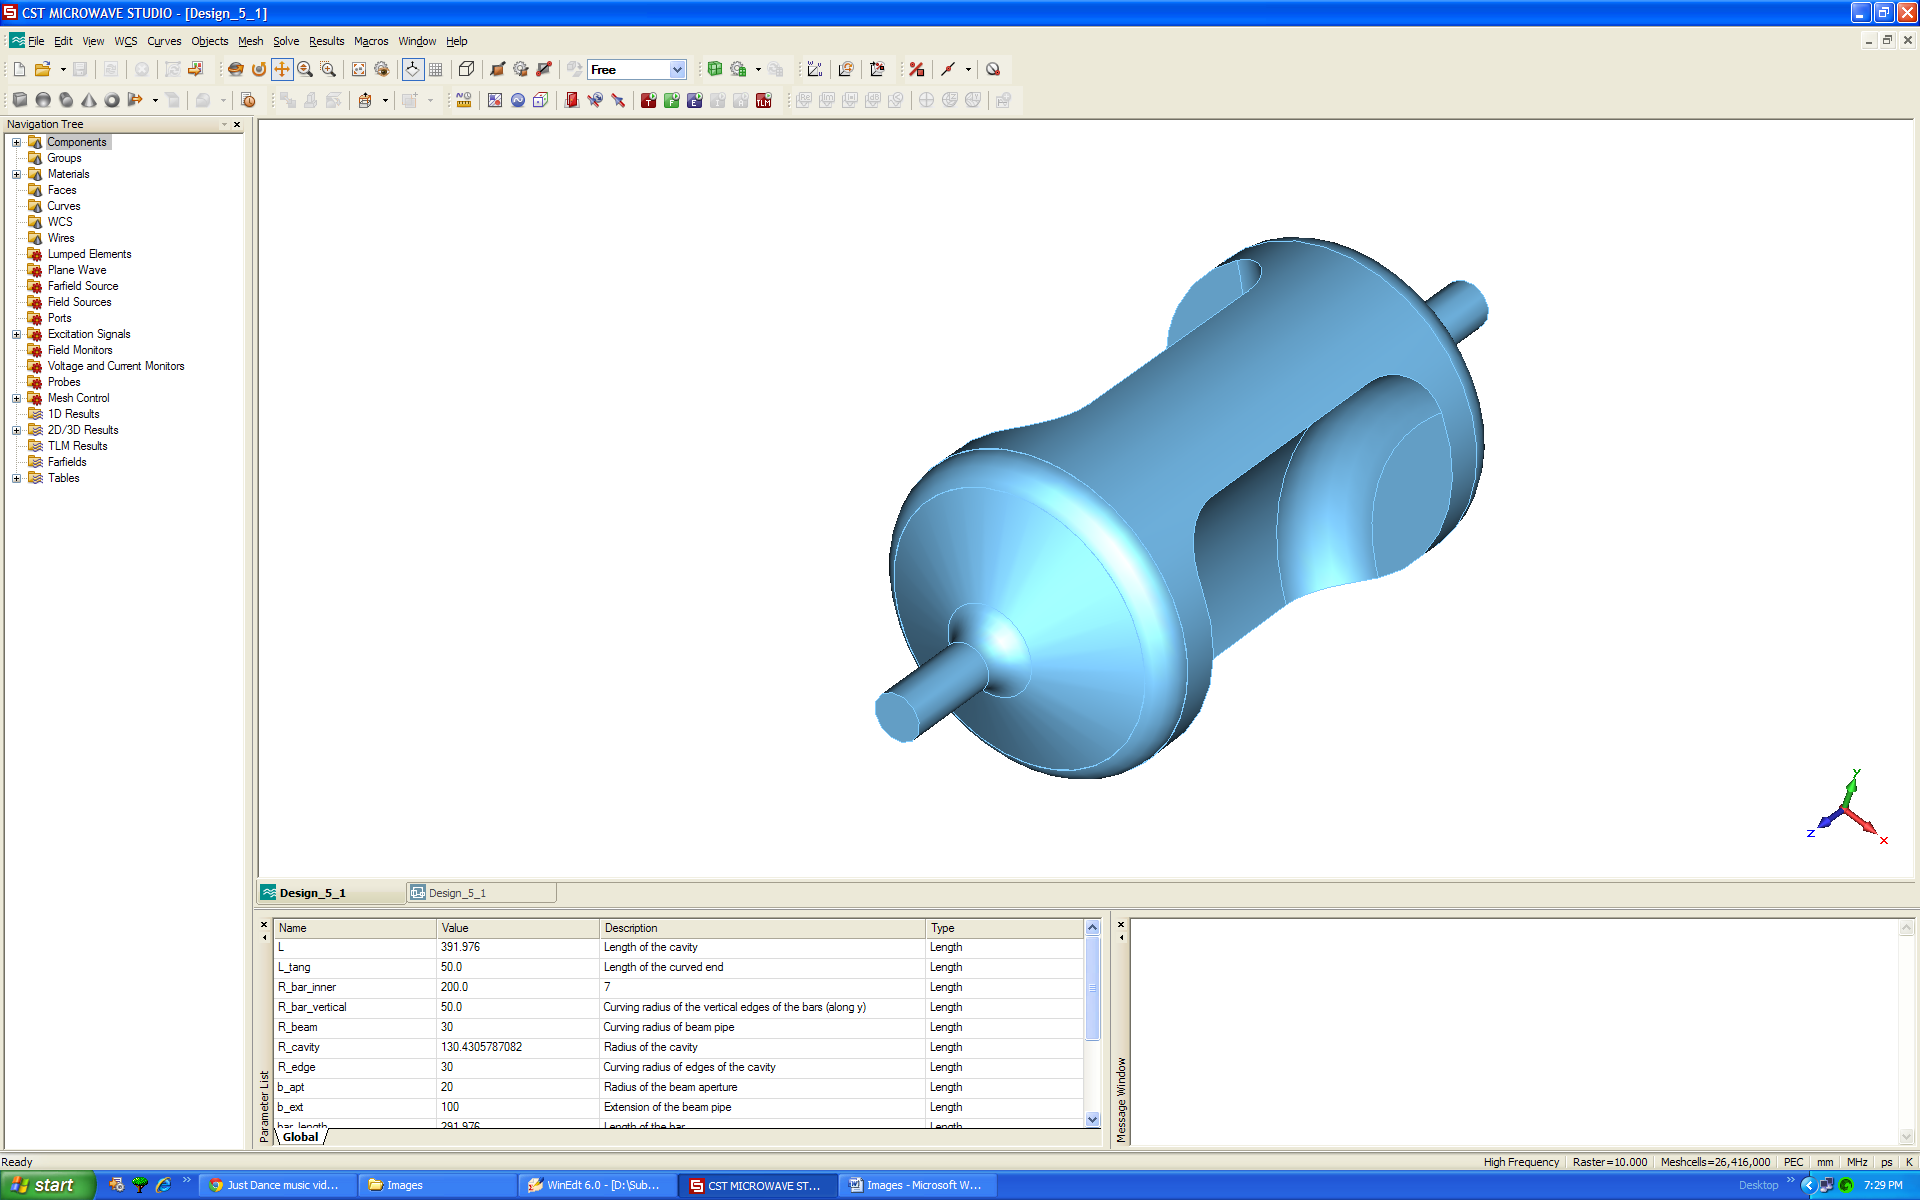 CST MICROWAVE STUDIO - [Design_5_1]
File Edit View WCS Curves Objects Mesh Solve Results Macros Window Help
Free
Navigation Tree
Components
Groups
Materials
Faces
Curves
WCS
Wires
Lumped Elements
Plane Wave
Farfield Source
Field Sources
Ports
Excitation Signals
Field Monitors
Voltage and Current Monitors
Probes
Mesh Control
1D Results
2D/3D Results
TLM Results
Farfields
Tables
y
z
x
Design_5_1 Design_5_1
Name Value Description Type
L 391.976 Length of the cavity Length
L_tang 50.0 Length of the curved end Length
R_bar_inner 200.0 7 Length
R_bar_vertical 50.0 Curving radius of the vertical edges of the bars (along y) Length
R_beam 30 Curving radius of beam pipe Length
R_cavity 130.4305787082 Radius of the cavity Length
R_edge 30 Curving radius of edges of the cavity Length
b_apt 20 Radius of the beam aperture Length
b_ext 100 Extension of the beam pipe Length
bar_length 291.976 Length of the bar Length
Global
Parameter List
Message Window
Ready High Frequency Raster=10.000 Meshcells=26,416,000 PEC mm MHz ps K
start Just Dance music vid... Images WinEdt 6.0 - [D:\Sub... CST MICROWAVE ST... Images - Microsoft W... Desktop 7:29 PM